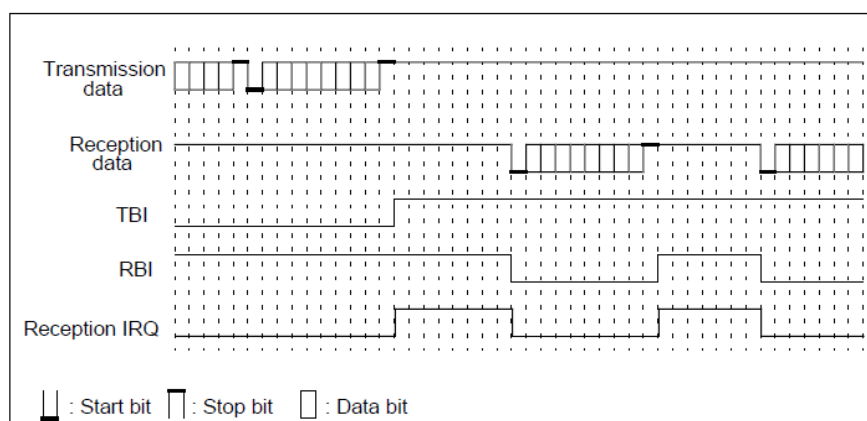 Transmission
data
Reception
data
TBI
RBI
Reception IRQ
: Start bit : Stop bit : Data bit